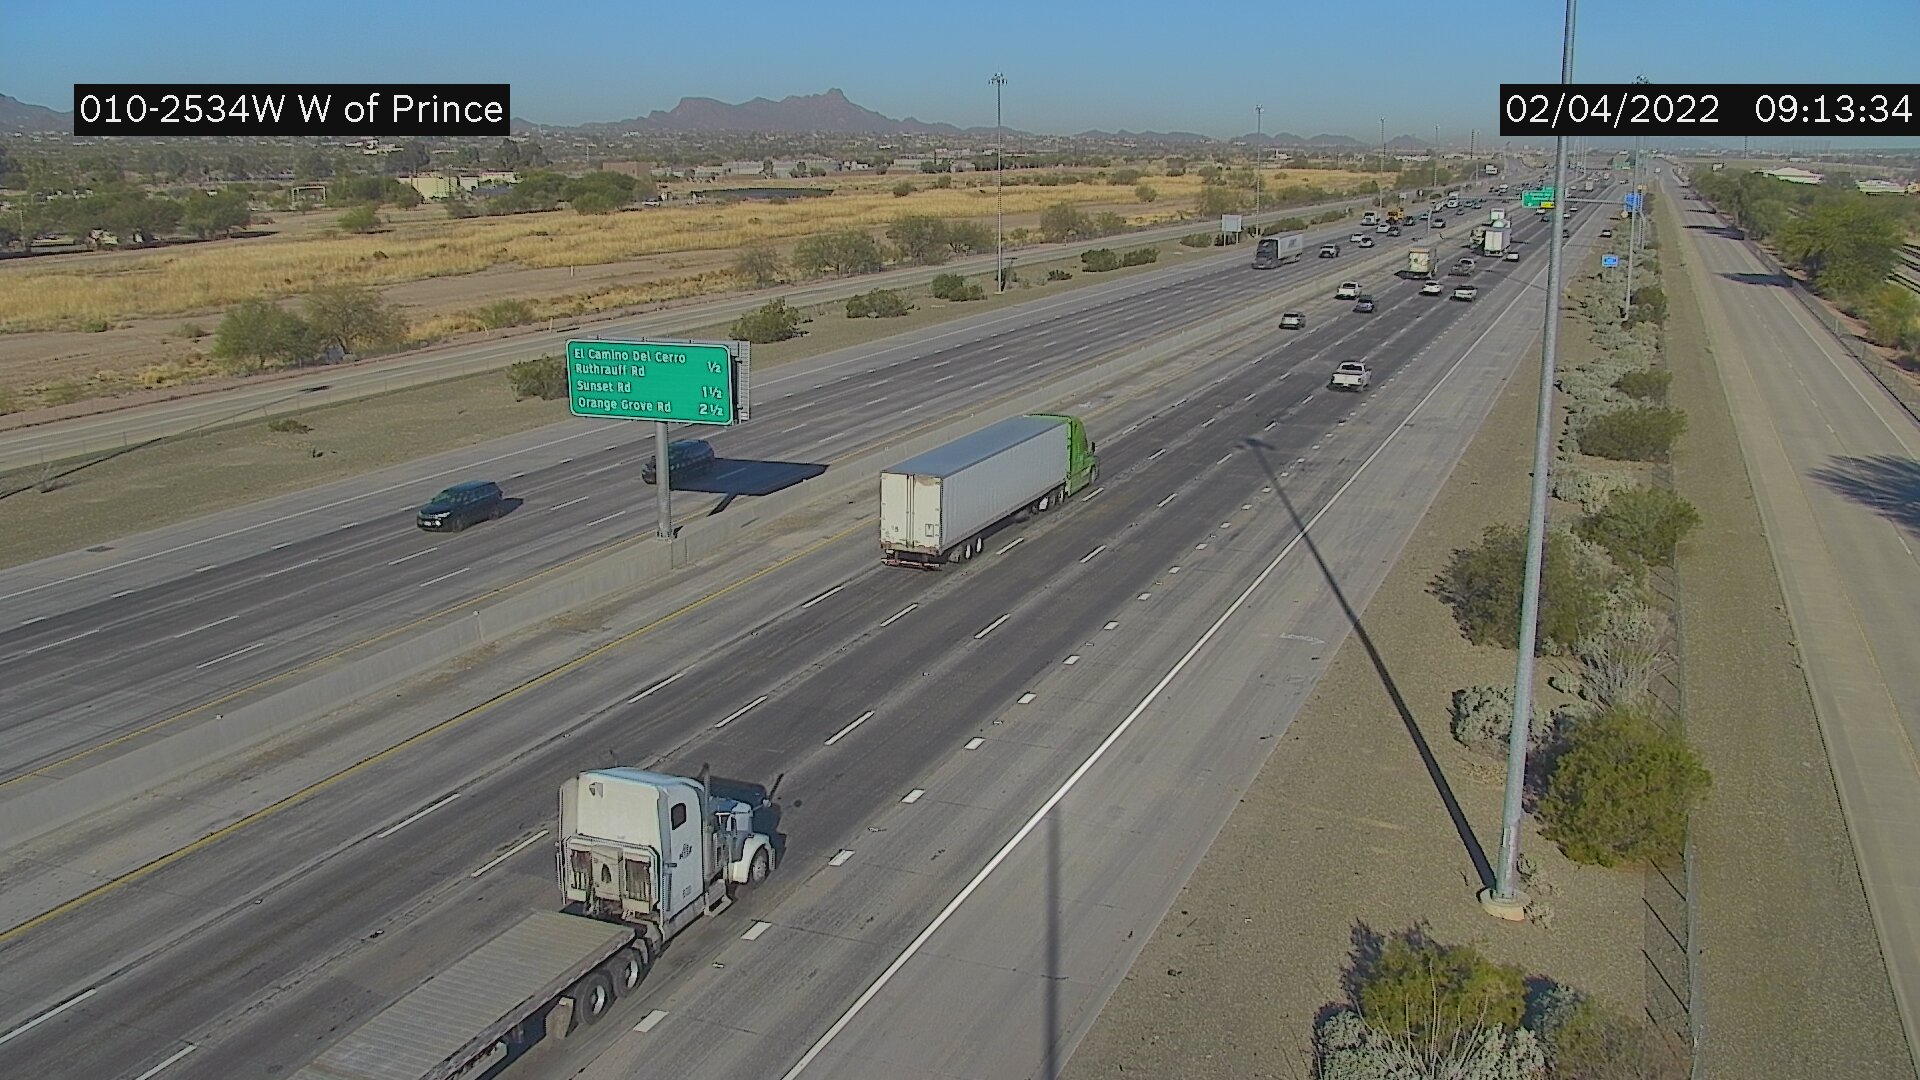 010-2534W W of Prince
02/04/2022 09:13:34
El Camino Del Cerro
Ruthrauff Rd ½
Sunset Rd 1½
Orange Grove Rd 2½